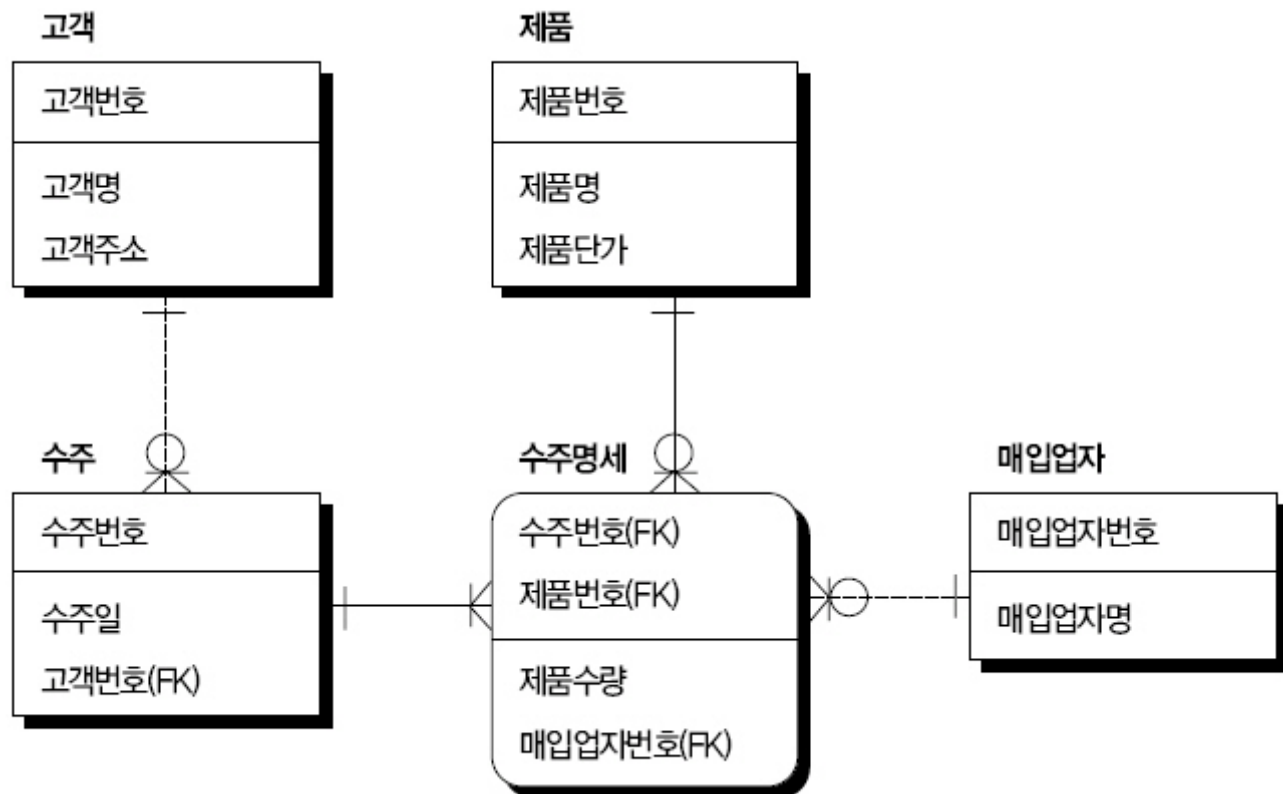 고객
고객번호
고객명
고객주소
제품
제품번호
제품명
제품단가
수주
수주번호
수주일
고객번호(FK)
수주명세
수주번호(FK)
제품번호(FK)
제품수량
매입업자번호(FK)
매입업자
매입업자번호
매입업자명